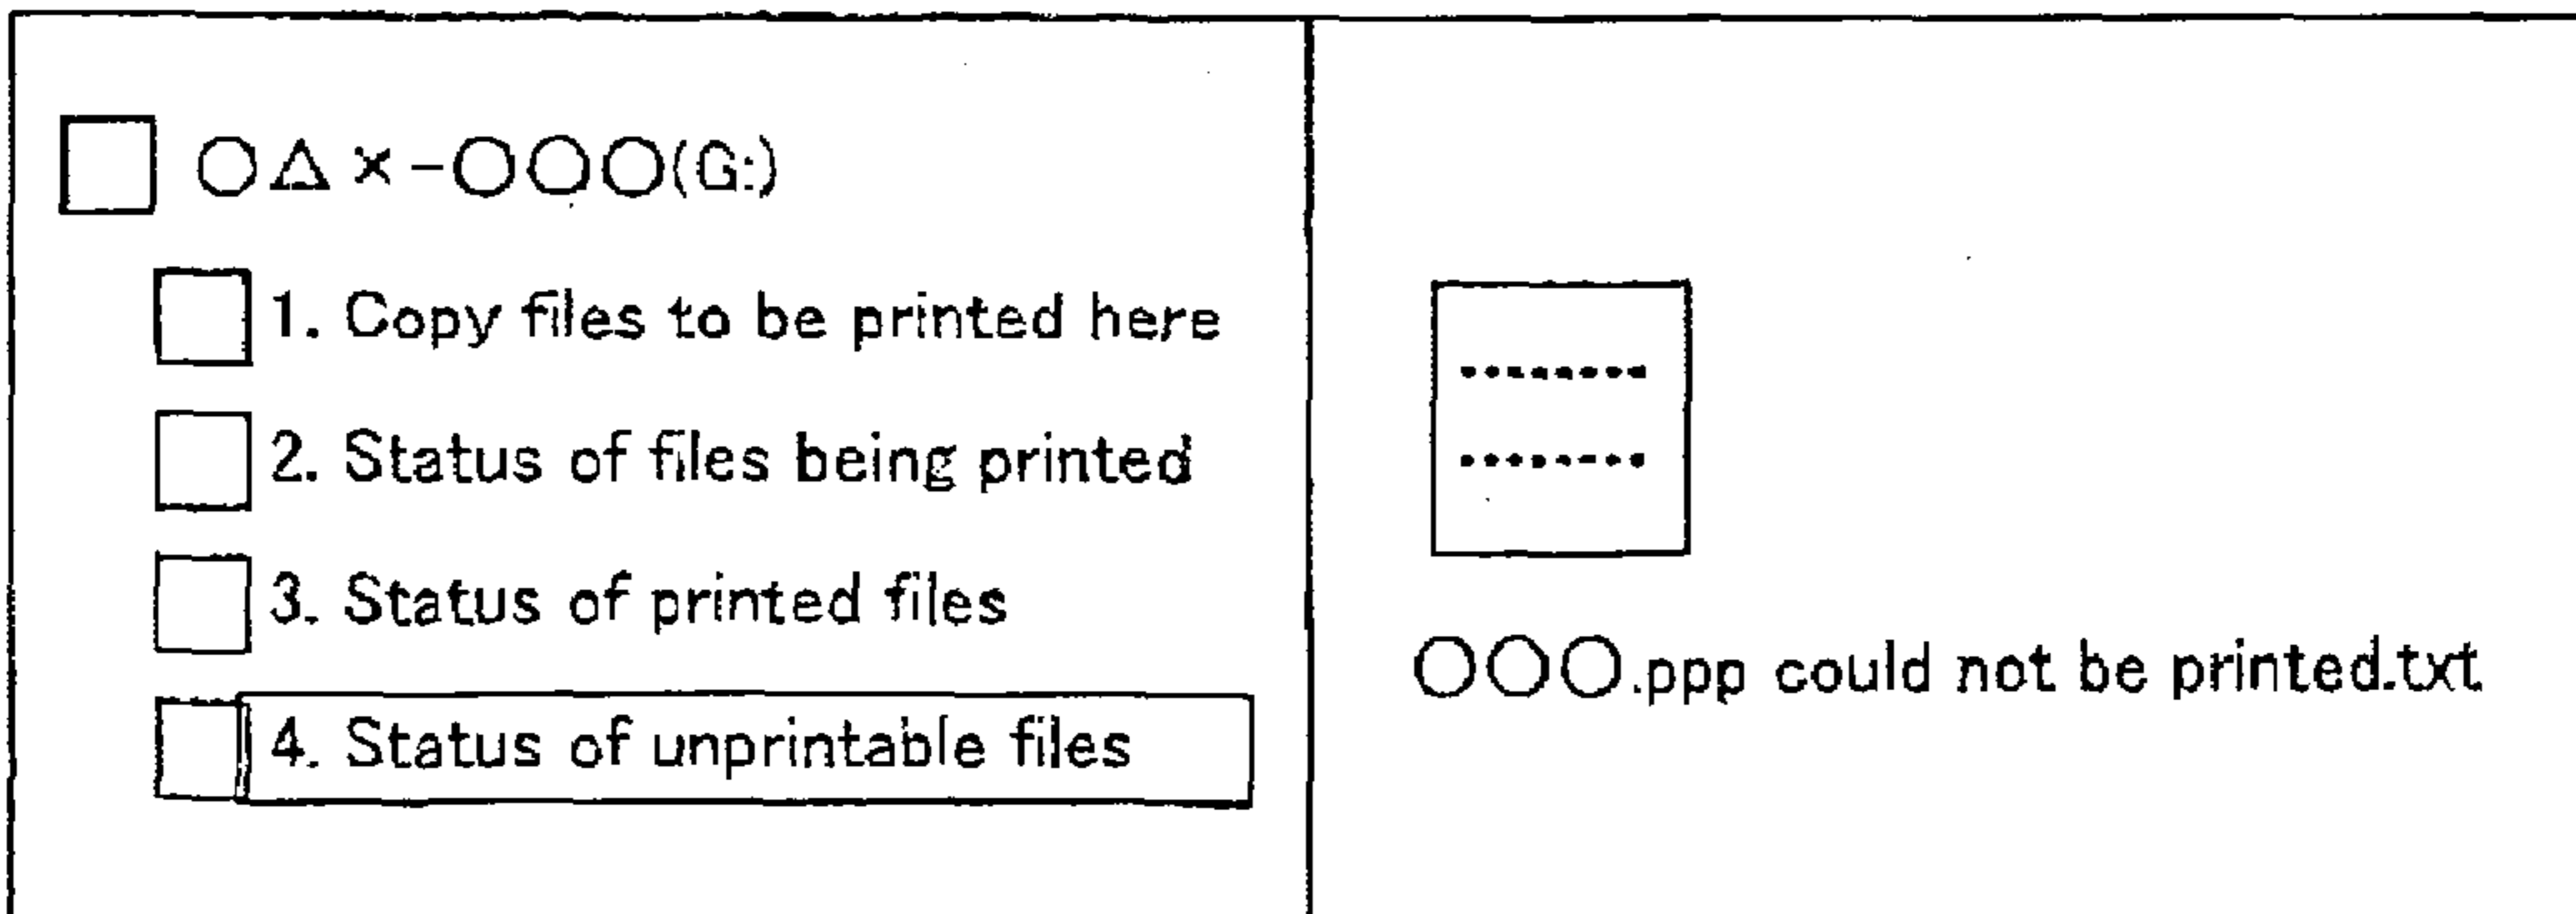 ○△×-○○○(G:)
1. Copy files to be printed here
2. Status of files being printed
3. Status of printed files
4. Status of unprintable files
○○○.ppp could not be printed.txt